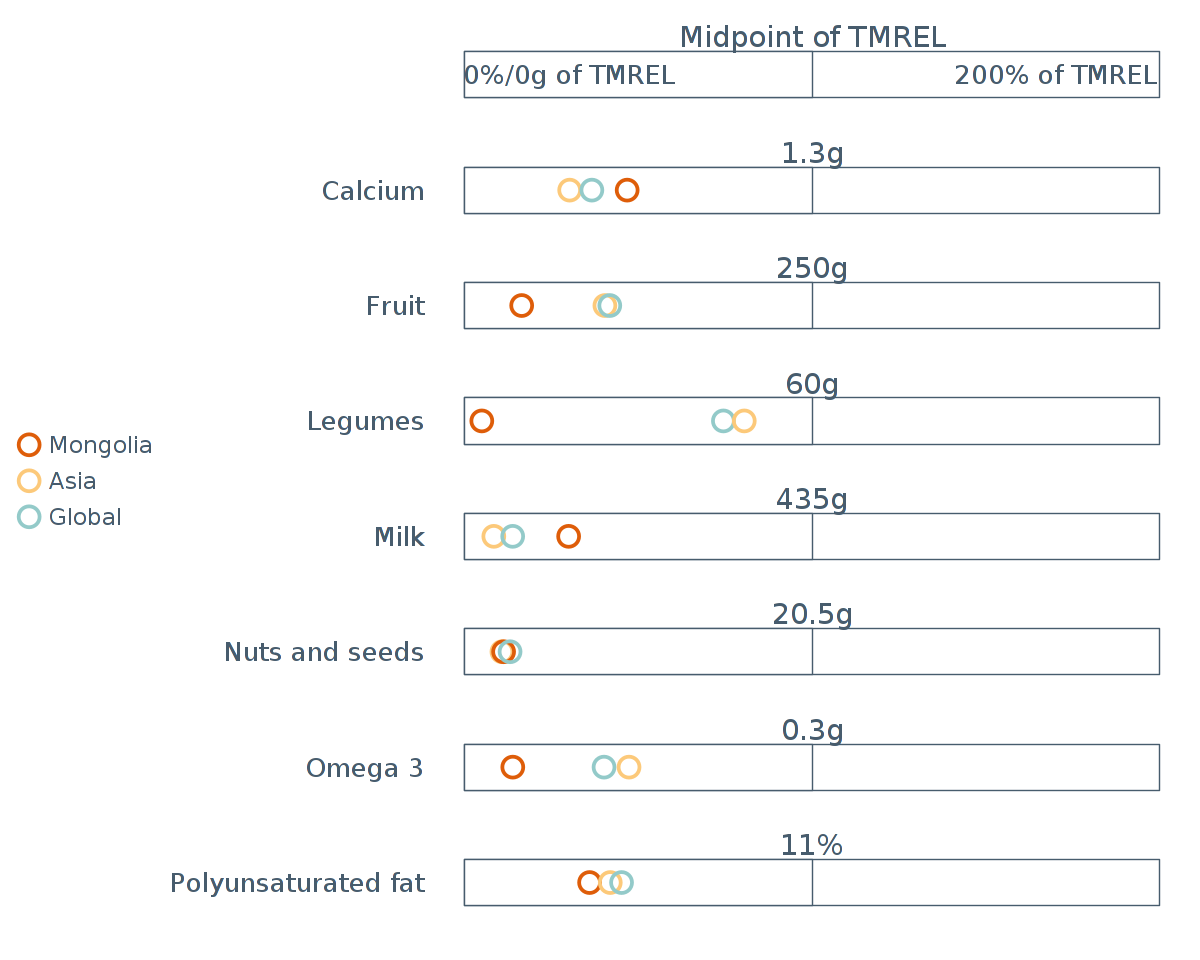 Midpoint of TMREL
0%/0g of TMREL 200% of TMREL
1.3g
Calcium
250g
Fruit
60g
Legumes
Mongolia
Asia
Global
435g
Milk
20.5g
Nuts and seeds
0.3g
Omega 3
11%
Polyunsaturated fat